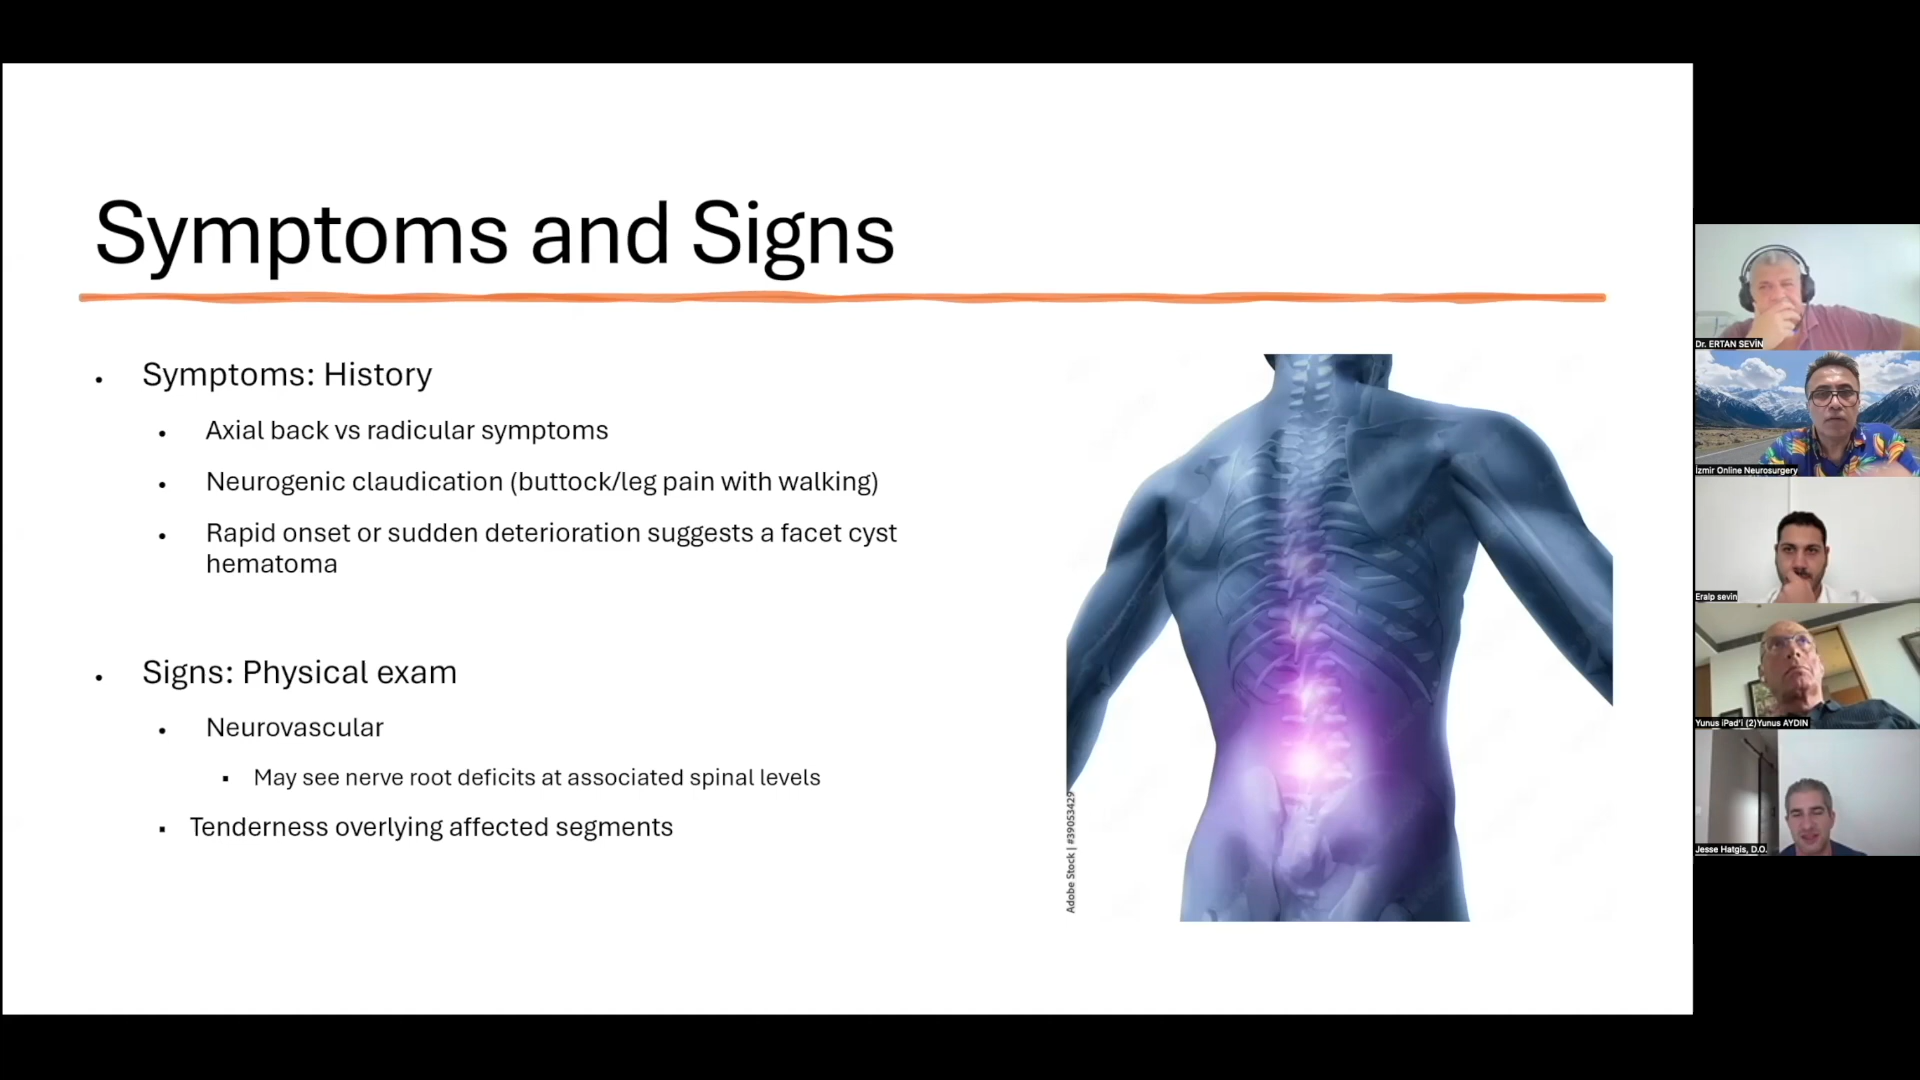 Symptoms and Signs
Symptoms: History
Axial back vs radicular symptoms
Neurogenic claudication (buttock/leg pain with walking)
Rapid onset or sudden deterioration suggests a facet cyst
hematoma
Signs: Physical exam
Neurovascular
May see nerve root deficits at associated spinal levels
Tenderness overlying affected segments
Adobe Stock | #39053429
Dr. ERTAN SEVİN
İzmir Online Neurosurgery
Eralp sevin
Yunus iPad'i (2)Yunus AYDIN
Jesse Hatgis, D.O.